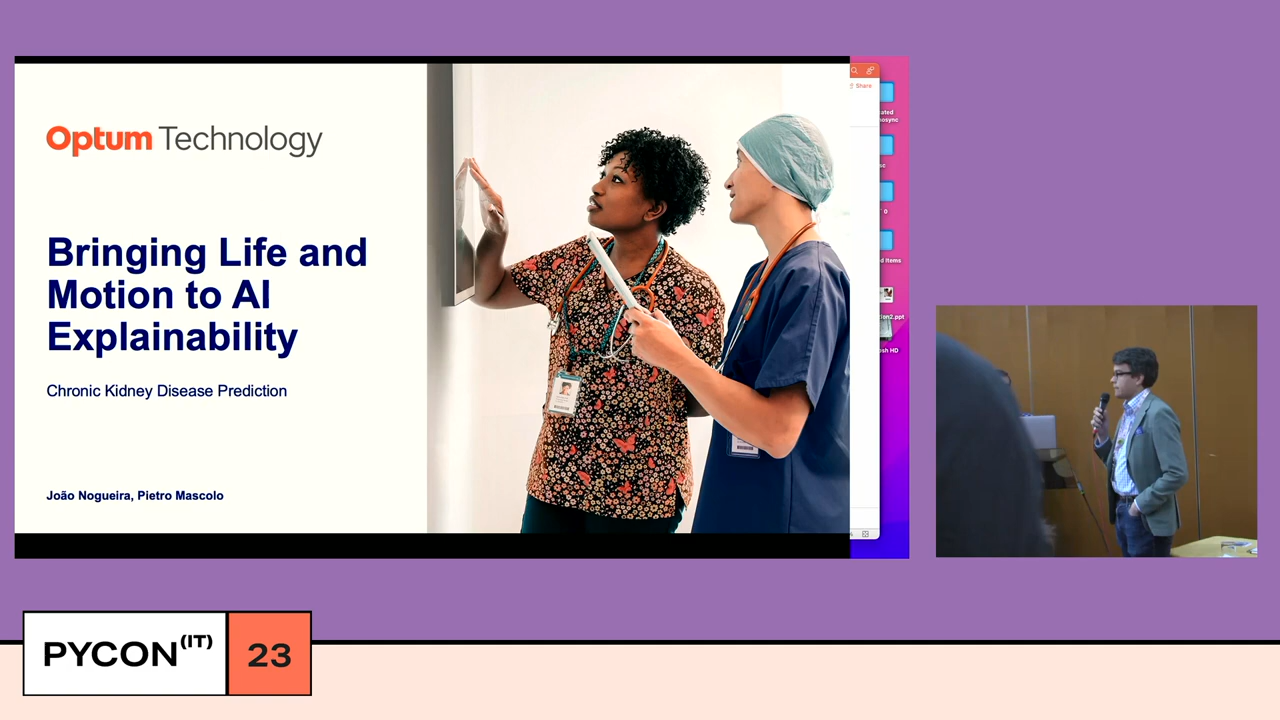 Optum Technology
Share
Bringing Life and
Motion to AI
Explainability
Chronic Kidney Disease Prediction
João Nogueira, Pietro Mascolo
PYCON(IT) 23